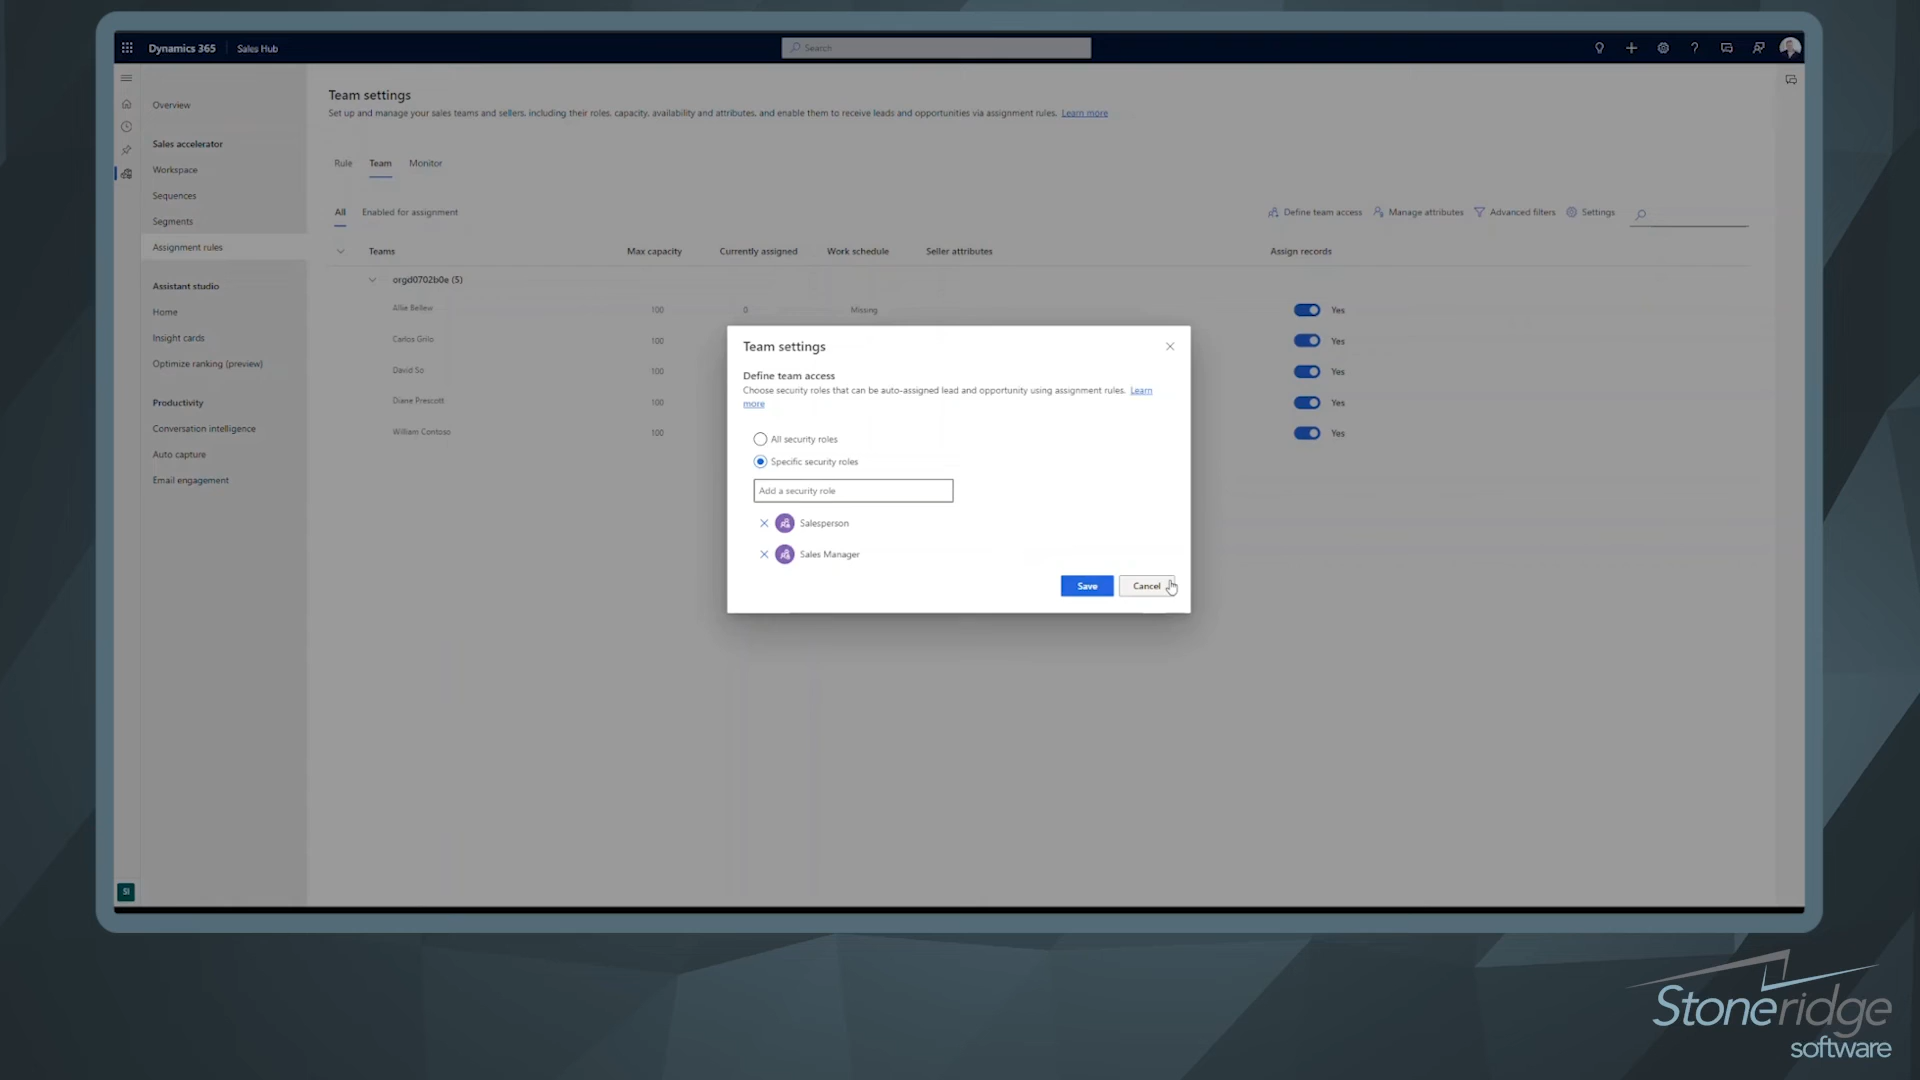 Dynamics 365
Sales Hub
Search
Overview
Sales accelerator
Workspace
Sequences
Segments
Assignment rules
Assistant studio
Home
Insight cards
Optimize ranking (preview)
Productivity
Conversation intelligence
Auto capture
Email engagement
SI
Team settings
Set up and manage your sales teams and sellers, including their roles, capacity, availability and attributes, and enable them to receive leads and opportunities via assignment rules. Learn more
Rule Team Monitor
All Enabled for assignment
Define team access Manage attributes Advanced filters Settings
Teams Max capacity Currently assigned Work schedule Seller attributes Assign records
orgd0702b0e (5)
Allie Bellew 100 0 Missing Yes
Carlos Grilo 100 Yes
David So 100 Yes
Diane Prescott 100 Yes
William Contoso 100 Yes
Team settings
Define team access
Choose security roles that can be auto-assigned lead and opportunity using assignment rules. Learn
more
All security roles
Specific security roles
Add a security role
Salesperson
Sales Manager
Save Cancel
Stoneridge
software